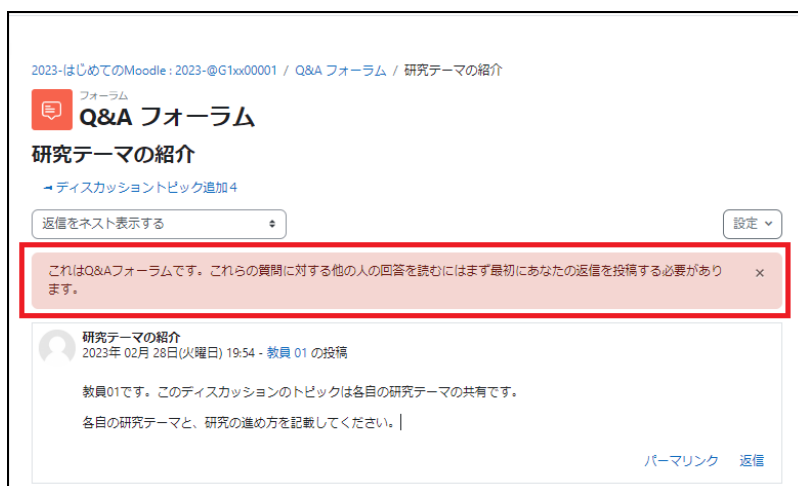 2023-はじめてのMoodle : 2023-@G1xx00001 / Q&A フォーラム / 研究テーマの紹介
フォーラム
Q&A フォーラム
研究テーマの紹介
◄ ディスカッショントピック追加 4
返信をネスト表示する
設定
これはQ&Aフォーラムです。これらの質問に対する他の人の回答を読むにはまず最初にあなたの返信を投稿する必要があり
ます。
×
研究テーマの紹介
2023年 02月 28日(火曜日) 19:54 - 教員 01 の投稿
教員01です。このディスカッションのトピックは各自の研究テーマの共有です。
各自の研究テーマと、研究の進め方を記載してください。
パーマリンク 返信